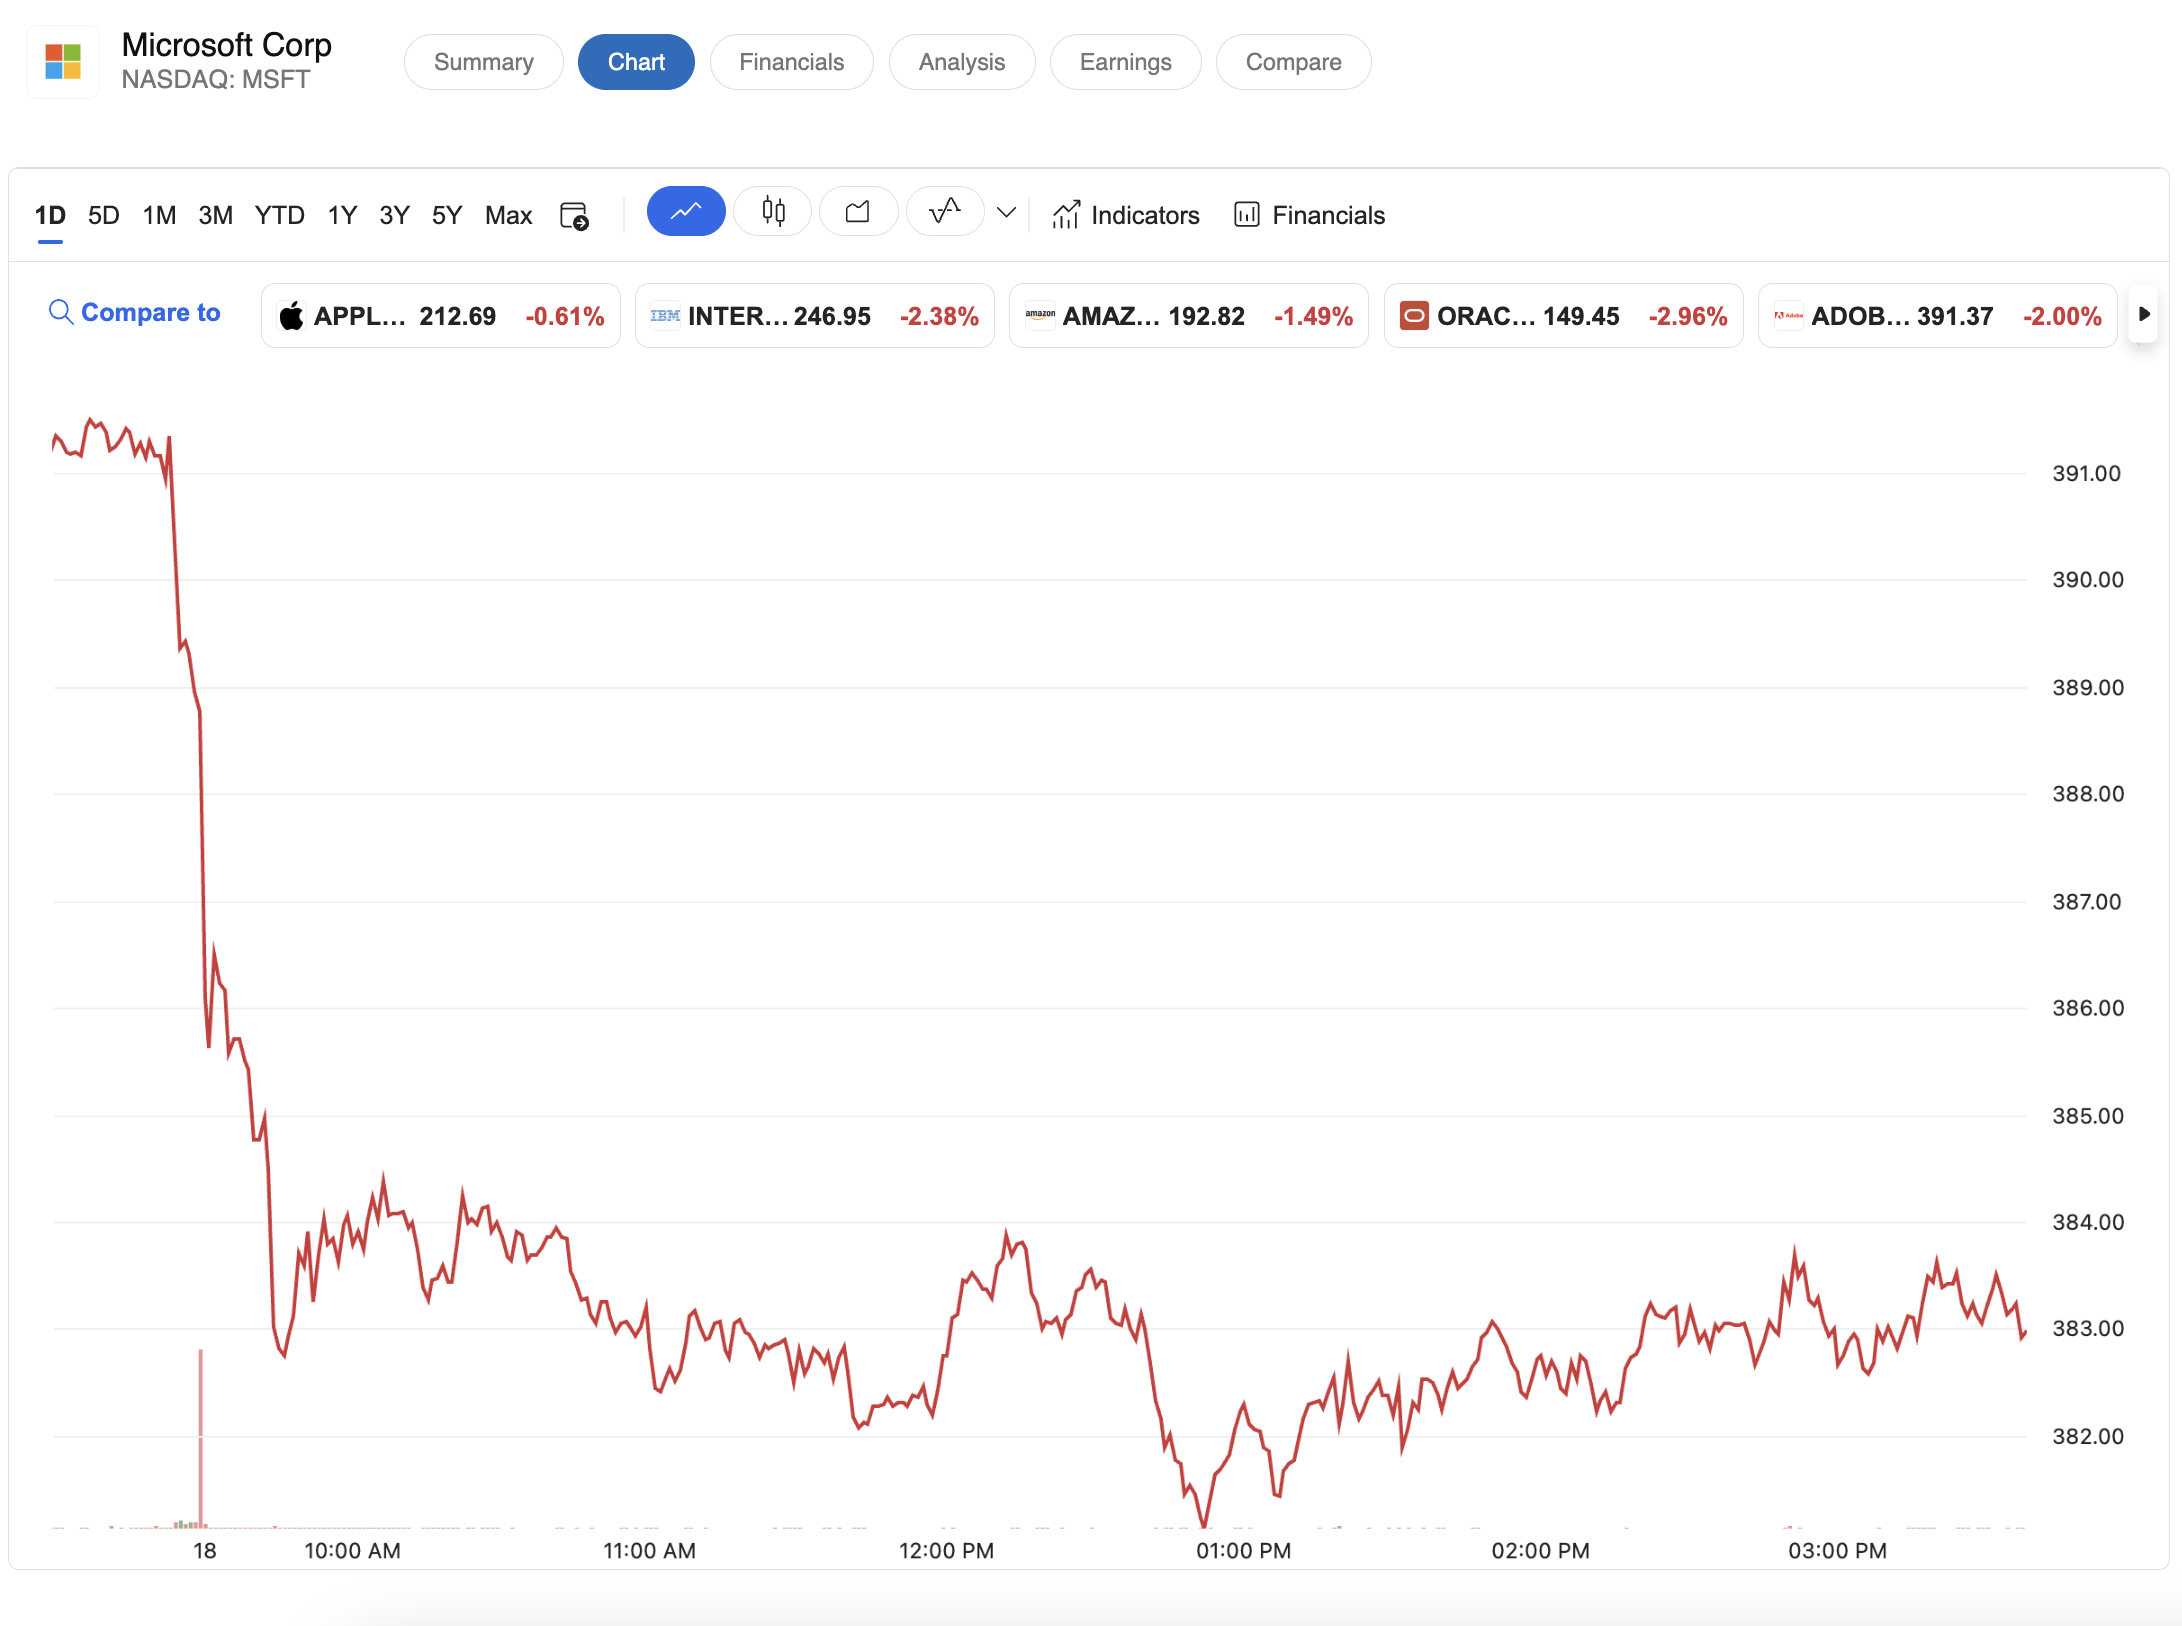 Microsoft Corp
NASDAQ: MSFT
Summary
Chart
Financials
Analysis
Earnings
Compare
1D 5D 1M 3M YTD 1Y 3Y 5Y Max
Indicators
Financials
Compare to
APPL... 212.69 -0.61%
IBM INTER... 246.95 -2.38%
amazon AMAZ... 192.82 -1.49%
ORAC... 149.45 -2.96%
Adobe ADOB... 391.37 -2.00%
391.00
390.00
389.00
388.00
387.00
386.00
385.00
384.00
383.00
382.00
18 10:00 AM 11:00 AM 12:00 PM 01:00 PM 02:00 PM 03:00 PM